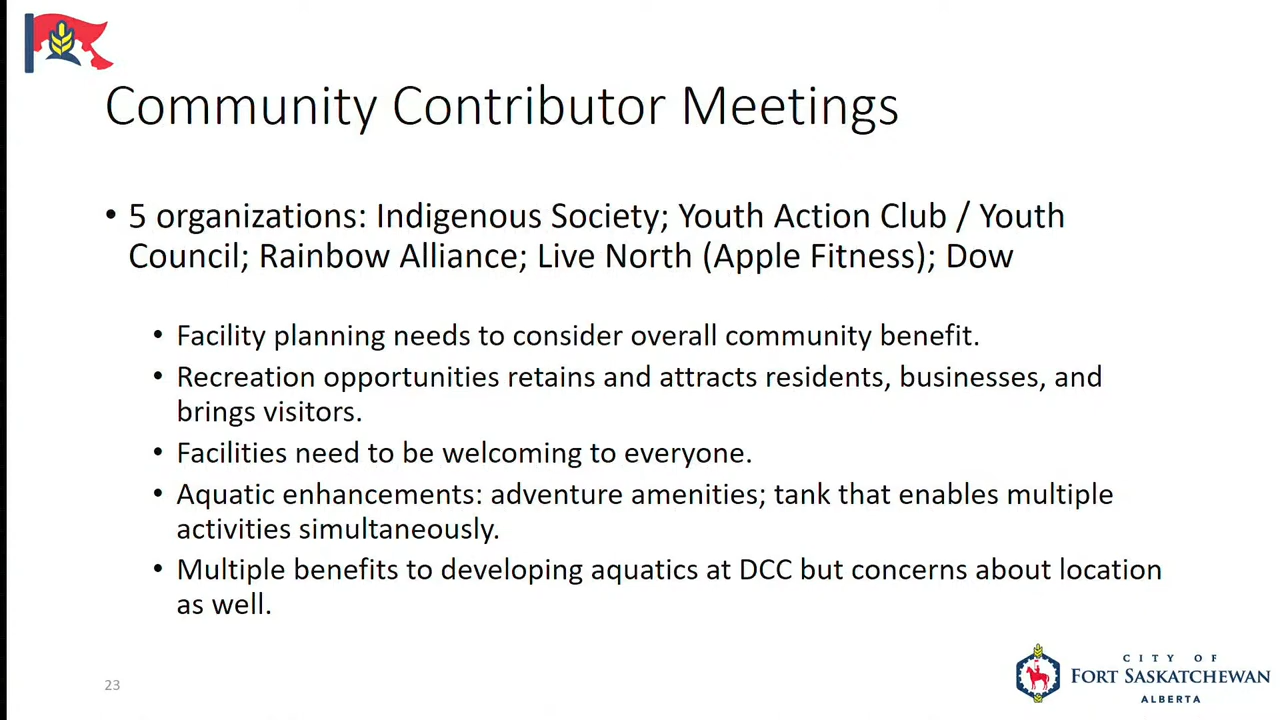 Community Contributor Meetings
• 5 organizations: Indigenous Society; Youth Action Club / Youth
Council; Rainbow Alliance; Live North (Apple Fitness); Dow
• Facility planning needs to consider overall community benefit.
• Recreation opportunities retains and attracts residents, businesses, and
brings visitors.
• Facilities need to be welcoming to everyone.
• Aquatic enhancements: adventure amenities; tank that enables multiple
activities simultaneously.
• Multiple benefits to developing aquatics at DCC but concerns about location
as well.
23
CITY OF
FORT SASKATCHEWAN
ALBERTA